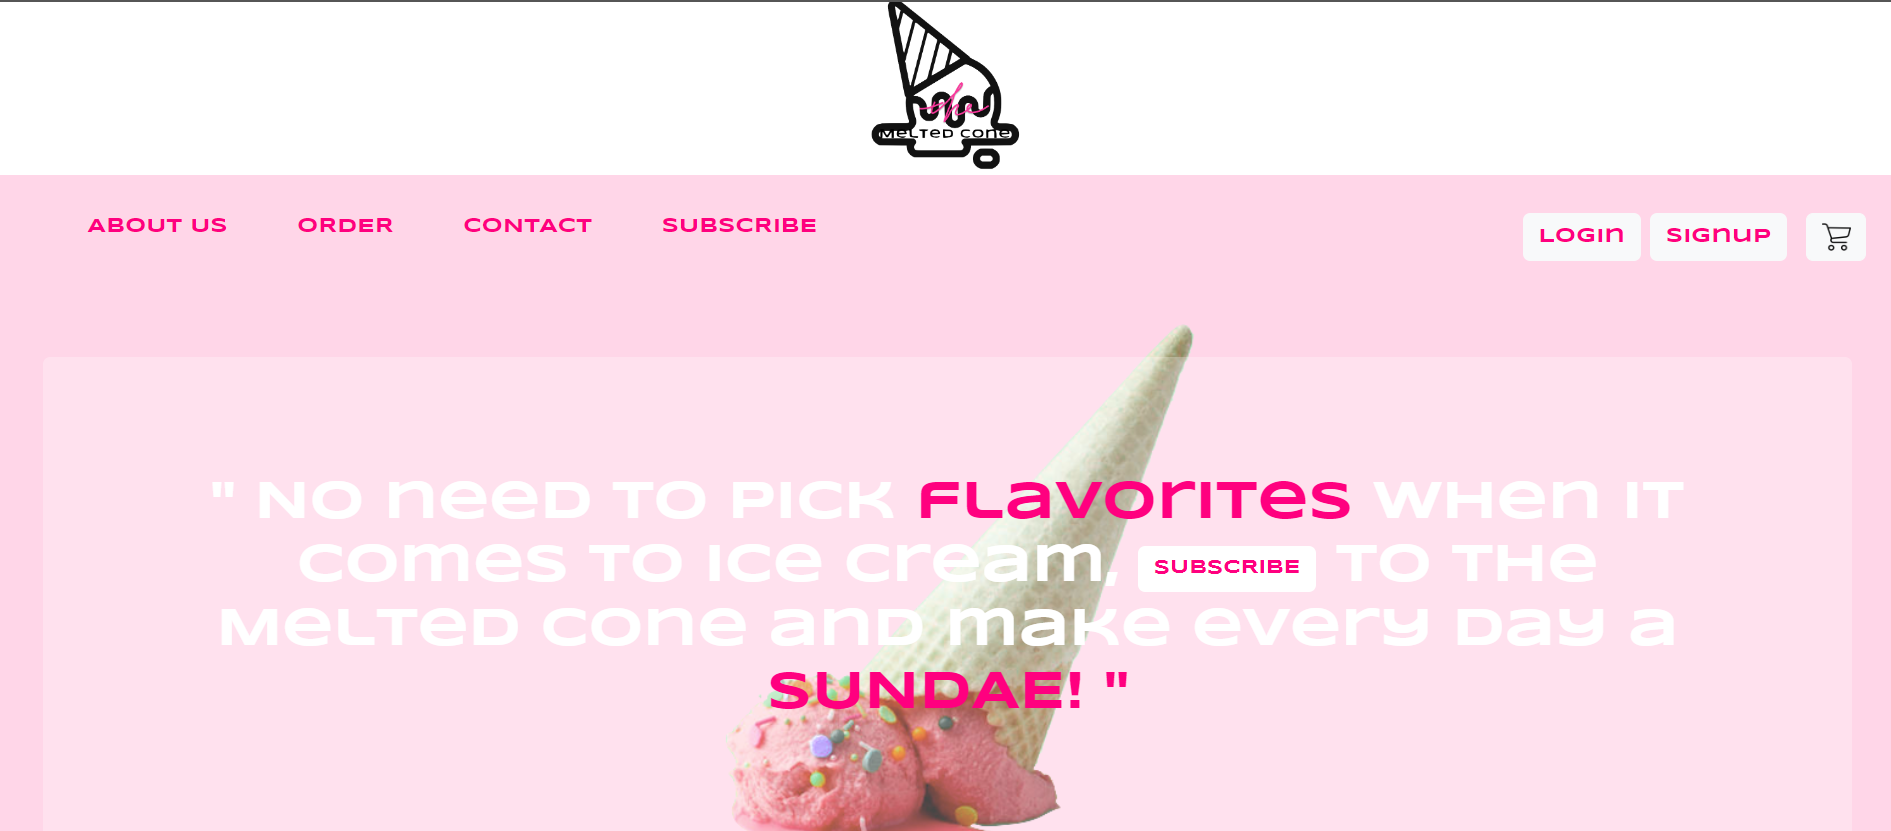 the
MeLTeD Cone
ABOUT US
ORDER
CONTACT
SUBSCRIBE
LOGIn
SIGnuP
" NO neeD TO PICK FLavorITes WHen IT
comes TO Ice cream, SUBSCRIBE TO THe
MeLTeD cone anD make every Day a
SUNDAE! "